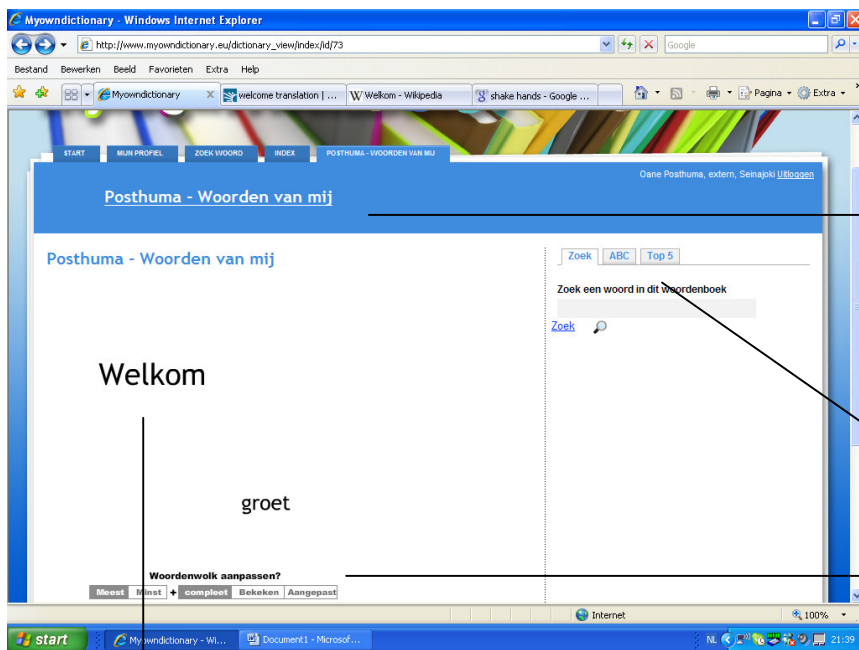 Myowndictionary - Windows Internet Explorer
http://www.myowndictionary.eu/dictionary_view/index/id/73
Google
Bestand Bewerken Beeld Favorieten Extra Help
Myowndictionary X welcome translation | ... W Welkom - Wikipedia shake hands - Google ... Pagina Extra
START MIJN PROFIEL ZOEK WOORD INDEX POSTHUMA - WOORDEN VAN MIJ
Oane Posthuma, extern, Seinajoki Uitloggen
Posthuma - Woorden van mij
Posthuma - Woorden van mij
Zoek ABC Top 5
Zoek een woord in dit woordenboek
Zoek
Welkom
groet
Woordenwolk aanpassen?
Meest Minst + compleet Bekeken Aangepast
Internet 100%
start Myowndictionary - Wi... Document1 - Microsof... NL 21:39